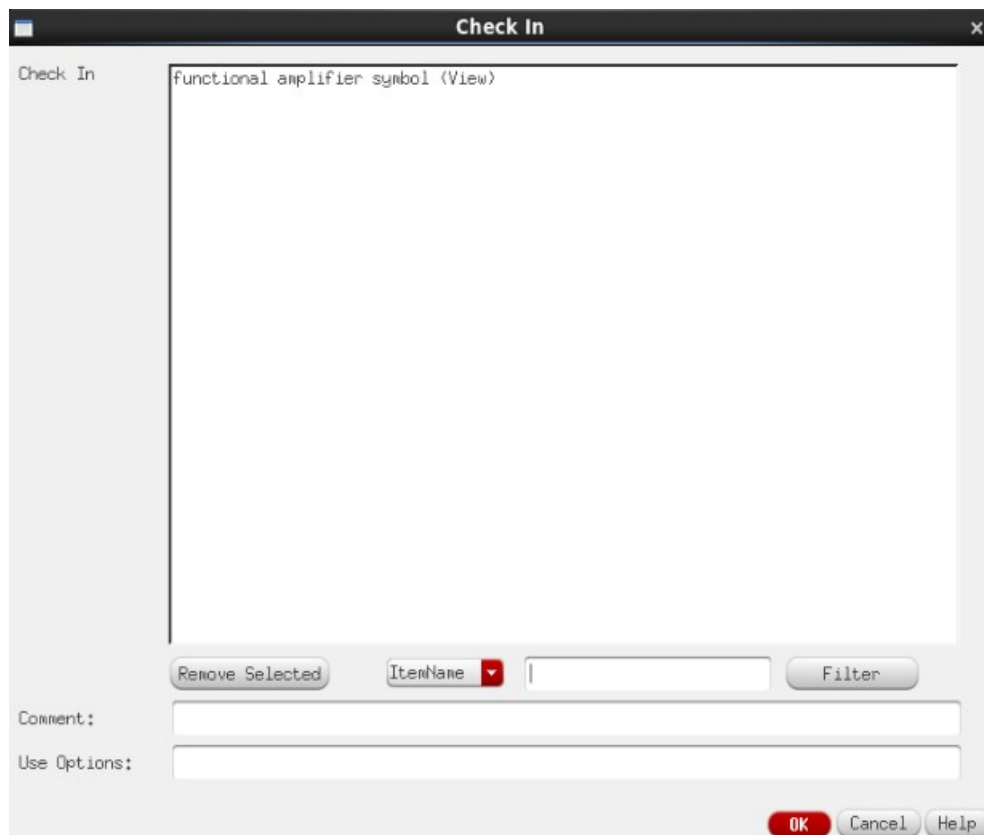 Check In
Check In
functional amplifier symbol (View)
Remove Selected ItemName Filter
Comment:
Use Options:
OK Cancel Help